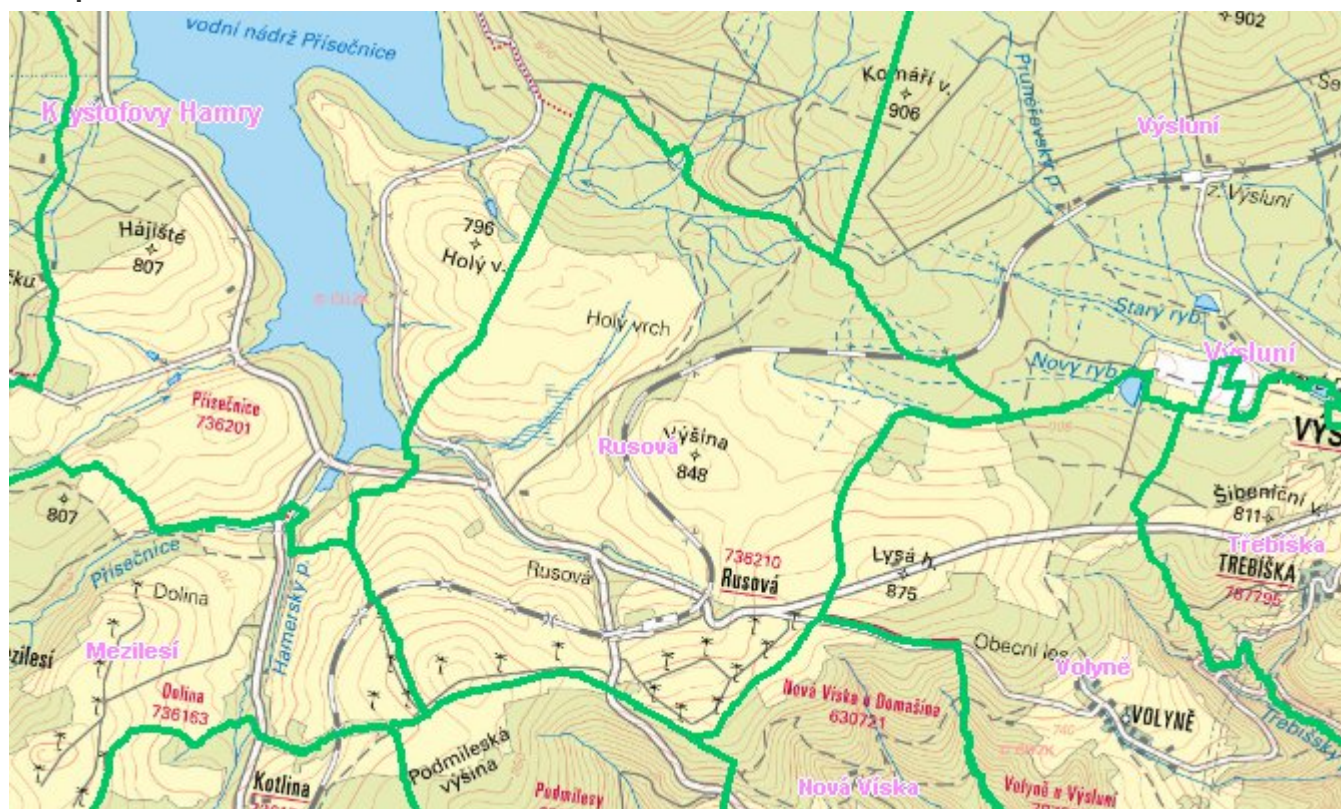 vodní nádrž Přísečnice
902
Komáří v.
906
Prunéřovský p.
Kryštofovy Hamry
Výsluní
z. Výsluní
Hájiště
807
796
Holý v.
Holý vrch
Starý ryb.
Nový ryb.
Výsluní
Přísečnice
736201
Rusová
Výšina
848
VÝS
807
Šibeniční v.
811
Přísečnice
Dolina
Hamerský p.
Rusová
736210
Rusová
Lysá h.
875
Třebíška
TŘEBÍŠKA
787795
Mezilesí
Obecní les
Volyně
Dolina
736163
Nová Víska u Domašína
630721
VOLYNĚ
740
Třebíšský
Podmileská
výšina
Kotlina
Podmilesy
Nová Víska
Volyně u Výsluní